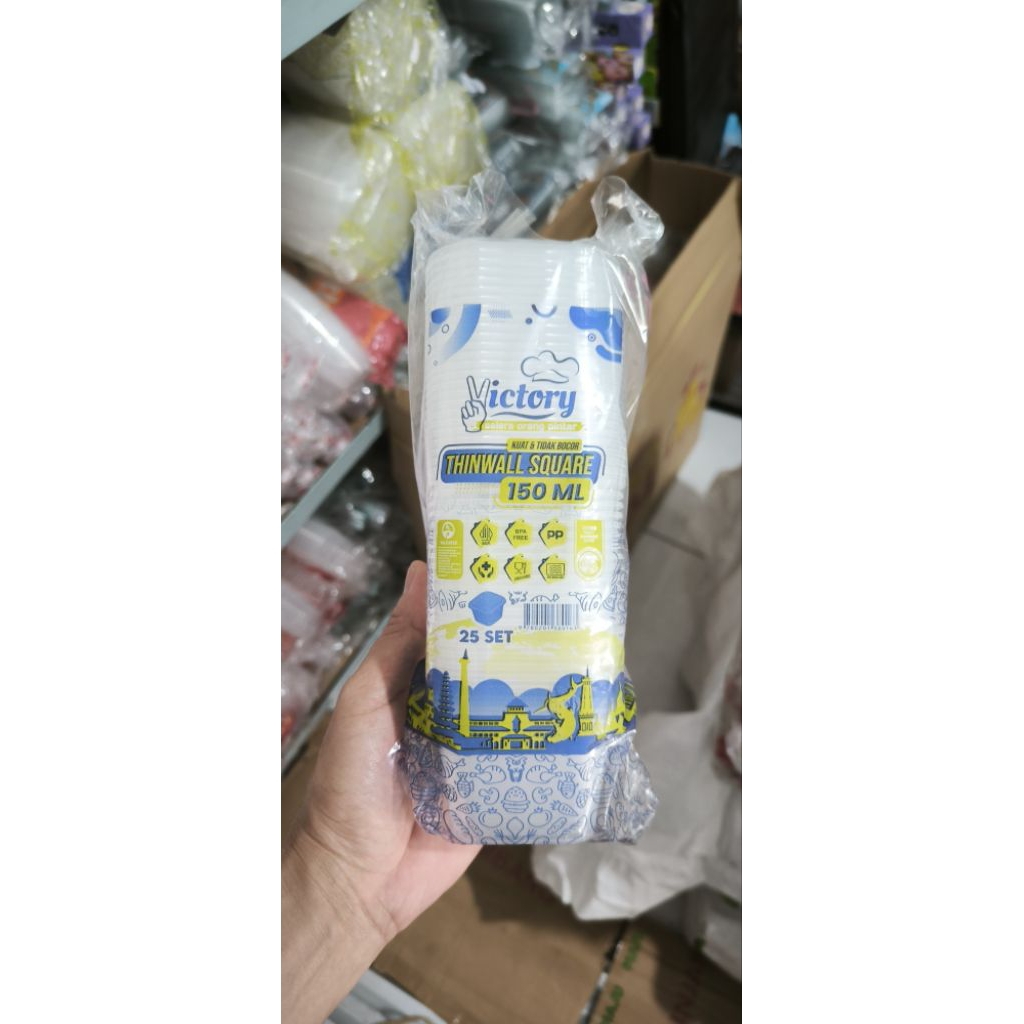 Victory
selera orang pintar
KUAT & TIDAK BOCOR
THINWALL SQUARE
150 ML
BPA
FREE
PP
25 SET